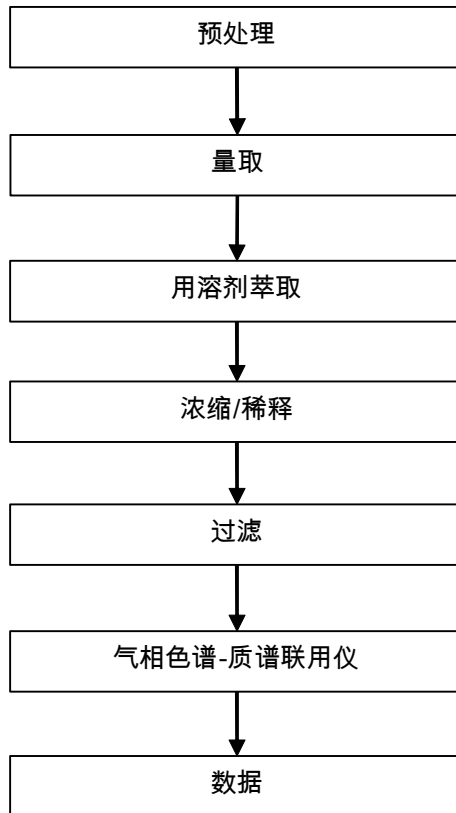 预处理
量取
用溶剂萃取
浓缩/稀释
过滤
气相色谱-质谱联用仪
数据